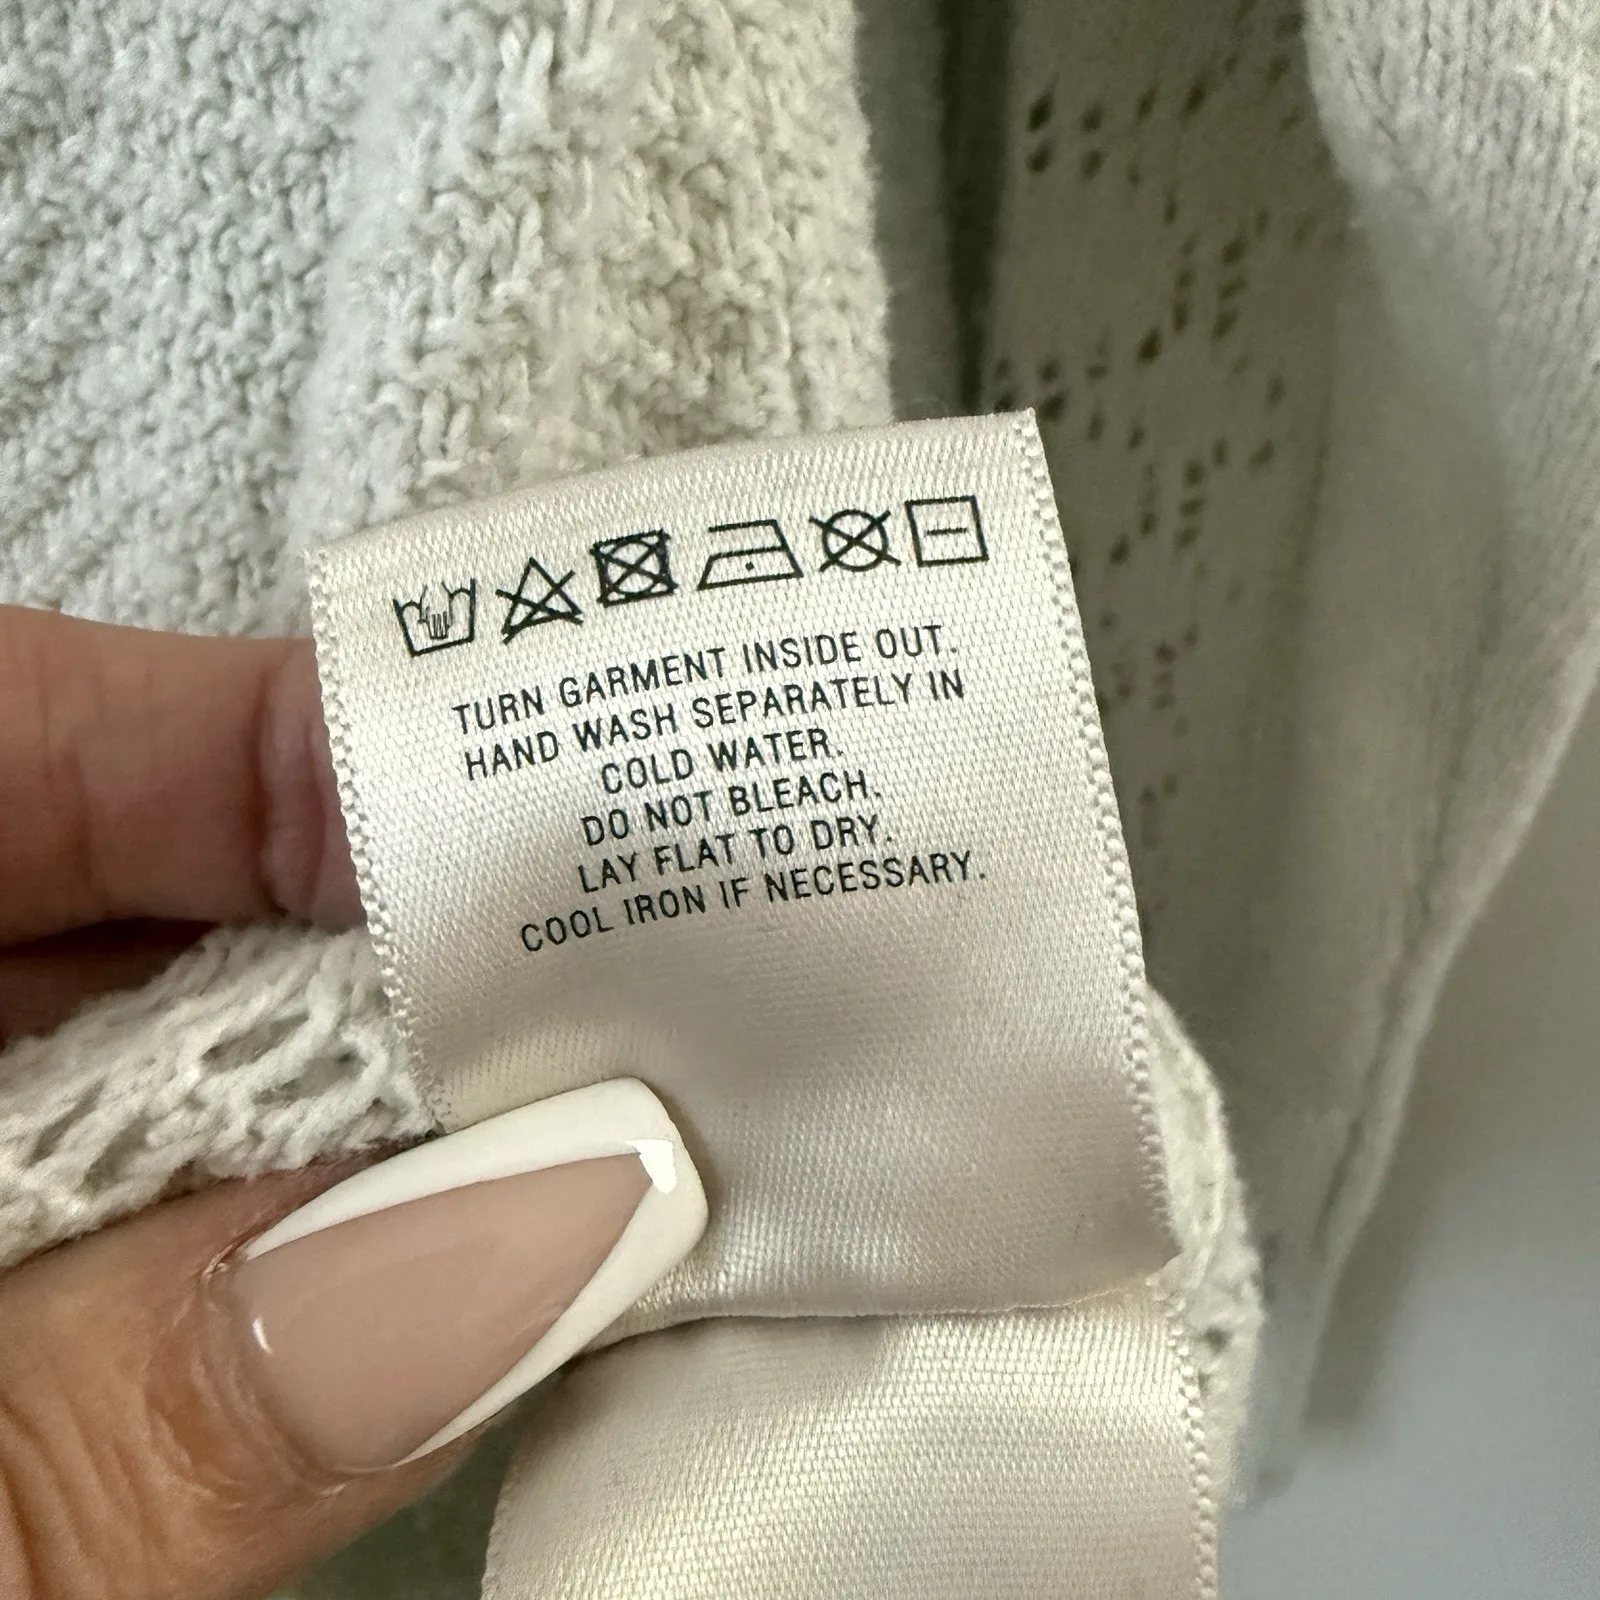 TURN GARMENT INSIDE OUT.
HAND WASH SEPARATELY IN
COLD WATER.
DO NOT BLEACH.
LAY FLAT TO DRY.
COOL IRON IF NECESSARY.